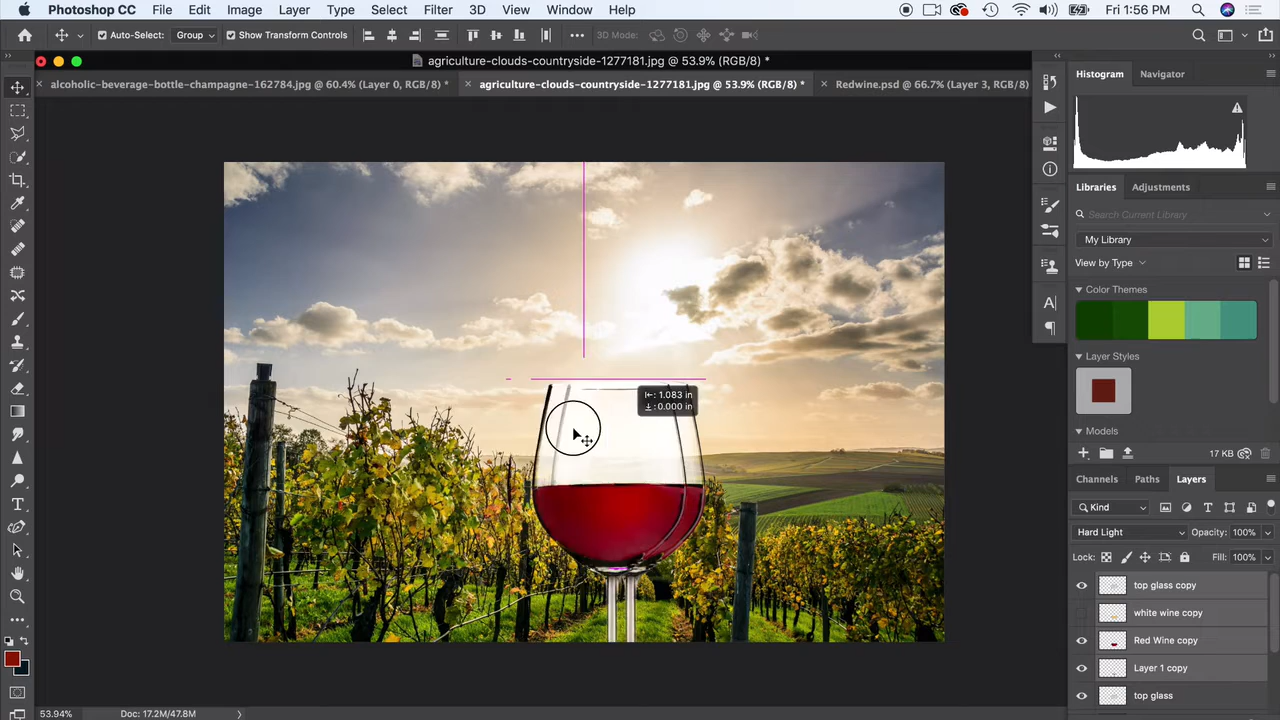 Photoshop CC File Edit Image Layer Type Select Filter 3D View Window Help Fri 1:56 PM
Auto-Select: Group Show Transform Controls 3D Mode:
agriculture-clouds-countryside-1277181.jpg @ 53.9% (RGB/8) *
alcoholic-beverage-bottle-champagne-162784.jpg @ 60.4% (Layer 0, RGB/8) *
agriculture-clouds-countryside-1277181.jpg @ 53.9% (RGB/8) *
Redwine.psd @ 66.7% (Layer 3, RGB/8)
Histogram Navigator
Libraries Adjustments
Search Current Library
My Library
View by Type
Color Themes
Layer Styles
Models
17 KB
: 1.083 in
: 0.000 in
Channels Paths Layers
Kind
Hard Light Opacity: 100%
Lock: Fill: 100%
top glass copy
white wine copy
Red Wine copy
Layer 1 copy
top glass
53.94% Doc: 17.2M/47.8M